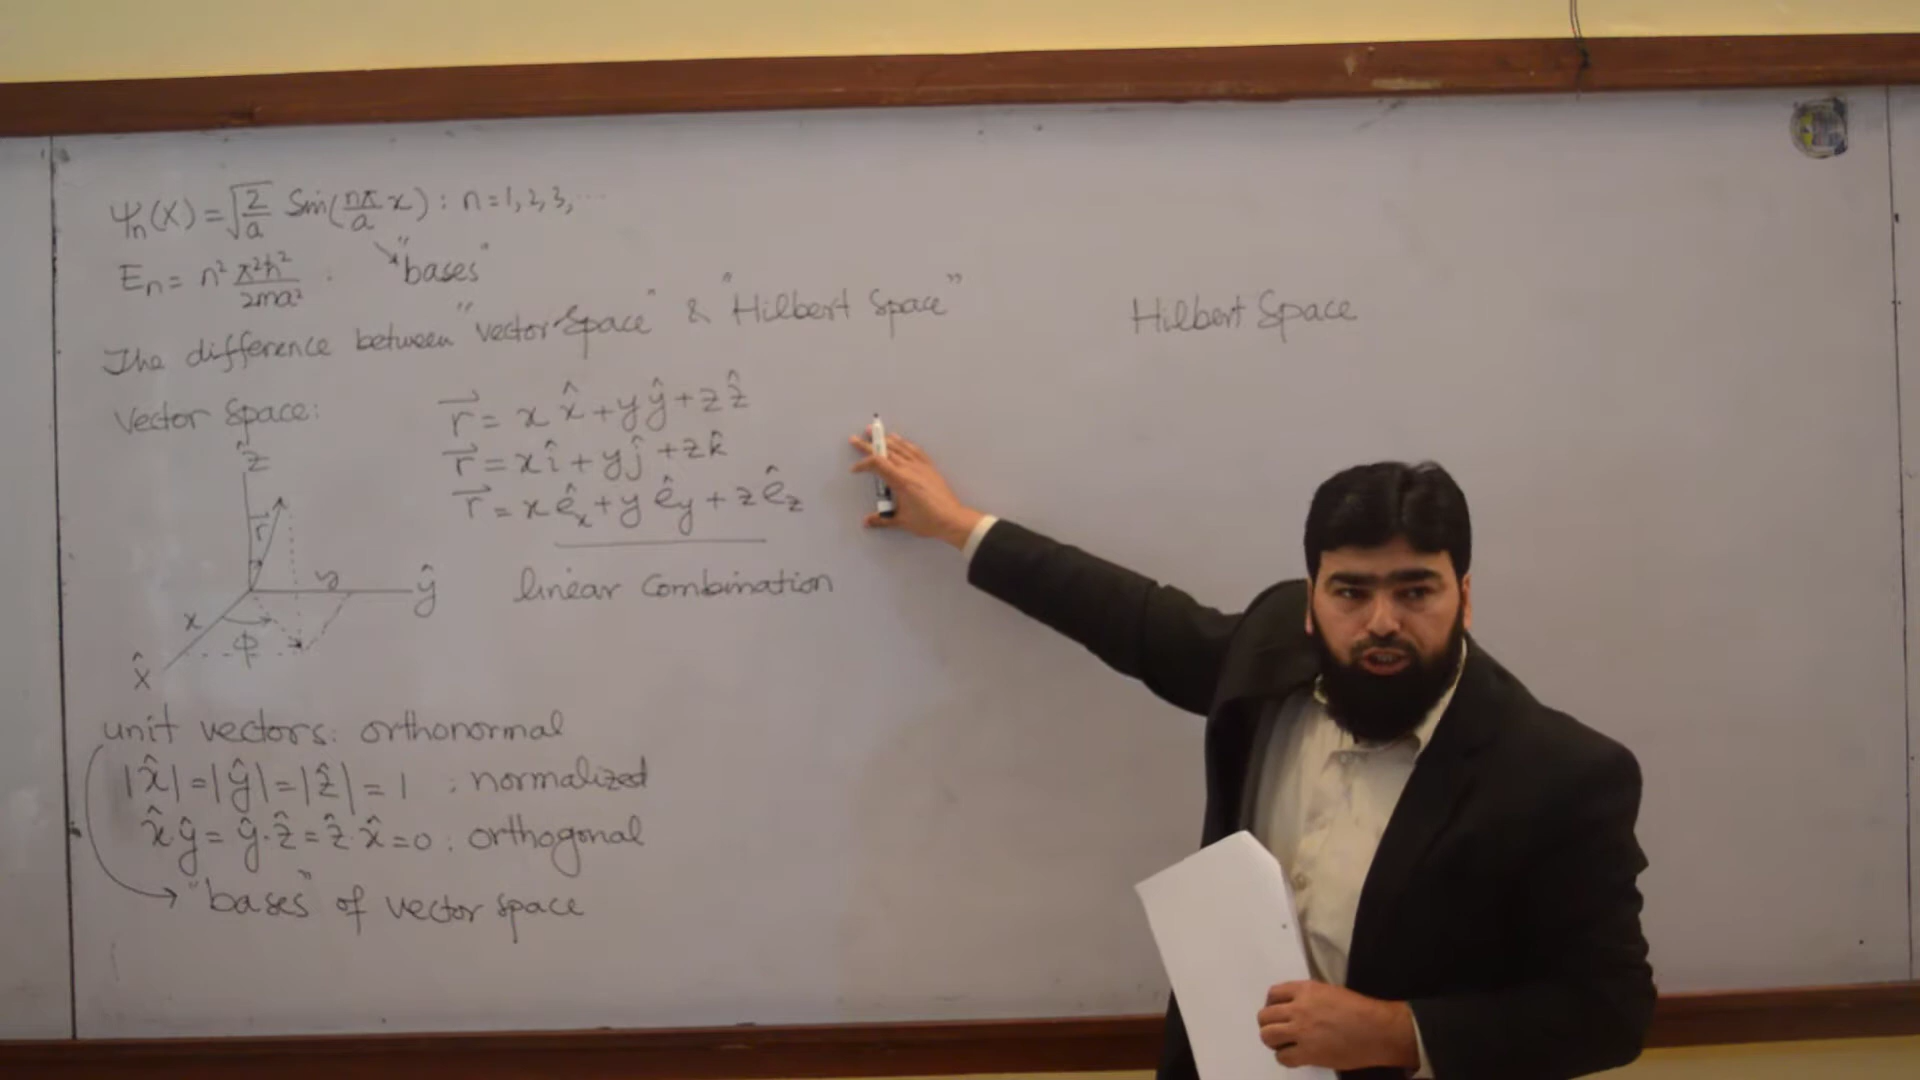 Ψn(x) = √2/a Sin(nπ/a x) : n = 1, 2, 3, ...
En = n² π²ħ²/2ma² .
"bases"
The difference between "vector space" & "Hilbert Space"
Vector Space:
r⃗ = x x̂ + y ŷ + z ẑ
r⃗ = x î + y ĵ + z k̂
r⃗ = x êx + y êy + z êz
linear Combination
ẑ
r⃗
y
ŷ
x
φ
x̂
unit vectors: orthonormal
|x̂| = |ŷ| = |ẑ| = 1 : normalized
x̂.ŷ = ŷ.ẑ = ẑ.x̂ = 0 : orthogonal
"bases" of vector space
Hilbert Space